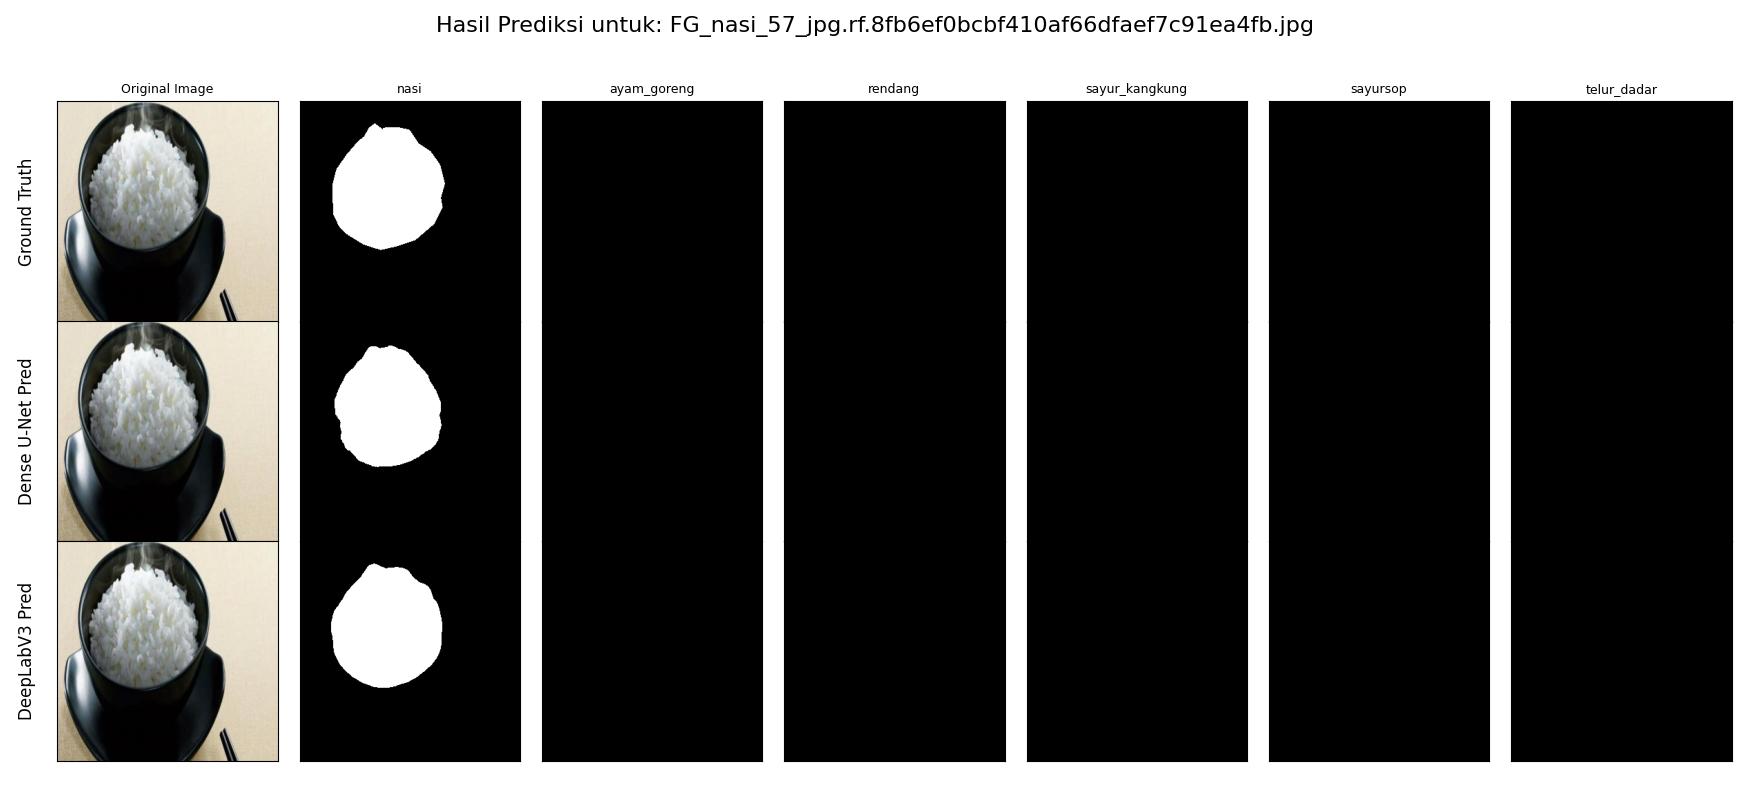 Hasil Prediksi untuk: FG_nasi_57_jpg.rf.8fb6ef0bcbf410af66dfaef7c91ea4fb.jpg
Original Image nasi ayam_goreng rendang sayur_kangkung sayursop telur_dadar
Ground Truth
Dense U-Net Pred
DeepLabV3 Pred